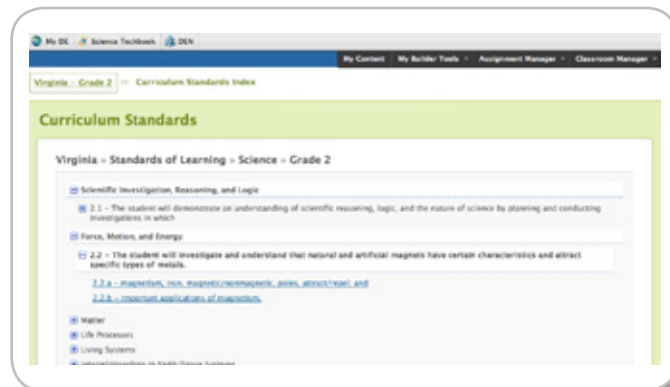 My DE Science Techbook DEN
My Content My Builder Tools Assignment Manager Classroom Manager
Virginia - Grade 2 Curriculum Standards Index
Curriculum Standards
Virginia » Standards of Learning » Science » Grade 2
Scientific Investigation, Reasoning, and Logic
2.1 - The student will demonstrate an understanding of scientific reasoning, logic, and the nature of science by planning and conducting
investigations in which
Force, Motion, and Energy
2.2 - The student will investigate and understand that natural and artificial magnets have certain characteristics and attract
specific types of metals.
2.2.a - magnetism, iron, magnetic/nonmagnetic, poles, attract/repel; and
2.2.b - important applications of magnetism.
Matter
Life Processes
Living Systems